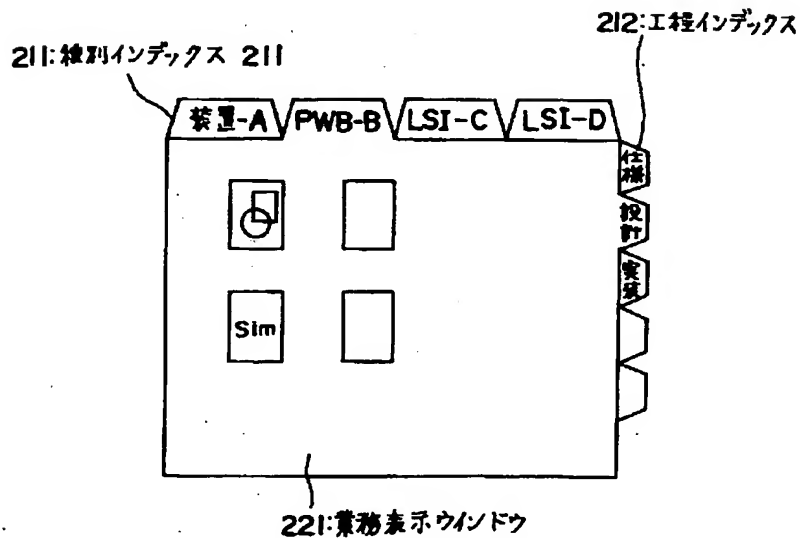 212:工程インデックス
211:種別インデックス 211
装置-A PWB-B LSI-C LSI-D
仕様
設計
実装
Sim
221:業務表示ウインドウ